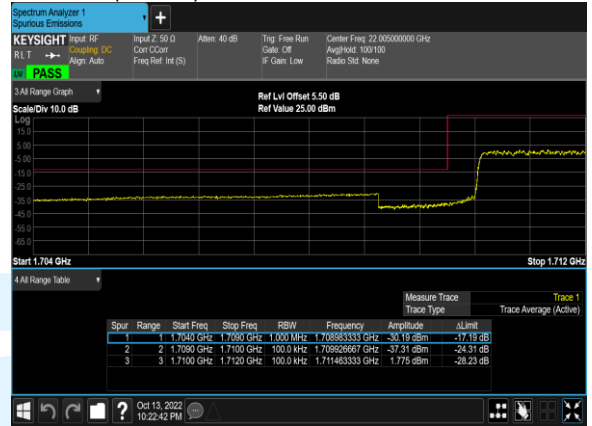 Spectrum Analyzer 1
Spurious Emissions
KEYSIGHT Input: RF Input Z: 50 Ω Atten: 40 dB Trig: Free Run Center Freq: 22.005000000 GHz
RLT Coupling: DC Corr CCorr Gate: Off Avg|Hold: 100/100
Align: Auto Freq Ref: Int (S) IF Gain: Low Radio Std: None
PASS
3 All Range Graph
Ref Lvl Offset 5.50 dB
Scale/Div 10.0 dB Ref Value 25.00 dBm
Log
15.0
5.00
-5.00
-15.0
-25.0
-35.0
-45.0
-55.0
-65.0
Start 1.704 GHz Stop 1.712 GHz
4 All Range Table
Measure Trace Trace 1
Trace Type Trace Average (Active)
Spur Range Start Freq Stop Freq RBW Frequency Amplitude ΔLimit
1 1 1.7040 GHz 1.7090 GHz 1.000 MHz 1.708983333 GHz -30.19 dBm -17.19 dB
2 2 1.7090 GHz 1.7100 GHz 100.0 kHz 1.709926667 GHz -37.31 dBm -24.31 dB
3 3 1.7100 GHz 1.7120 GHz 100.0 kHz 1.711463333 GHz 1.775 dBm -28.23 dB
Oct 13, 2022
10:22:42 PM